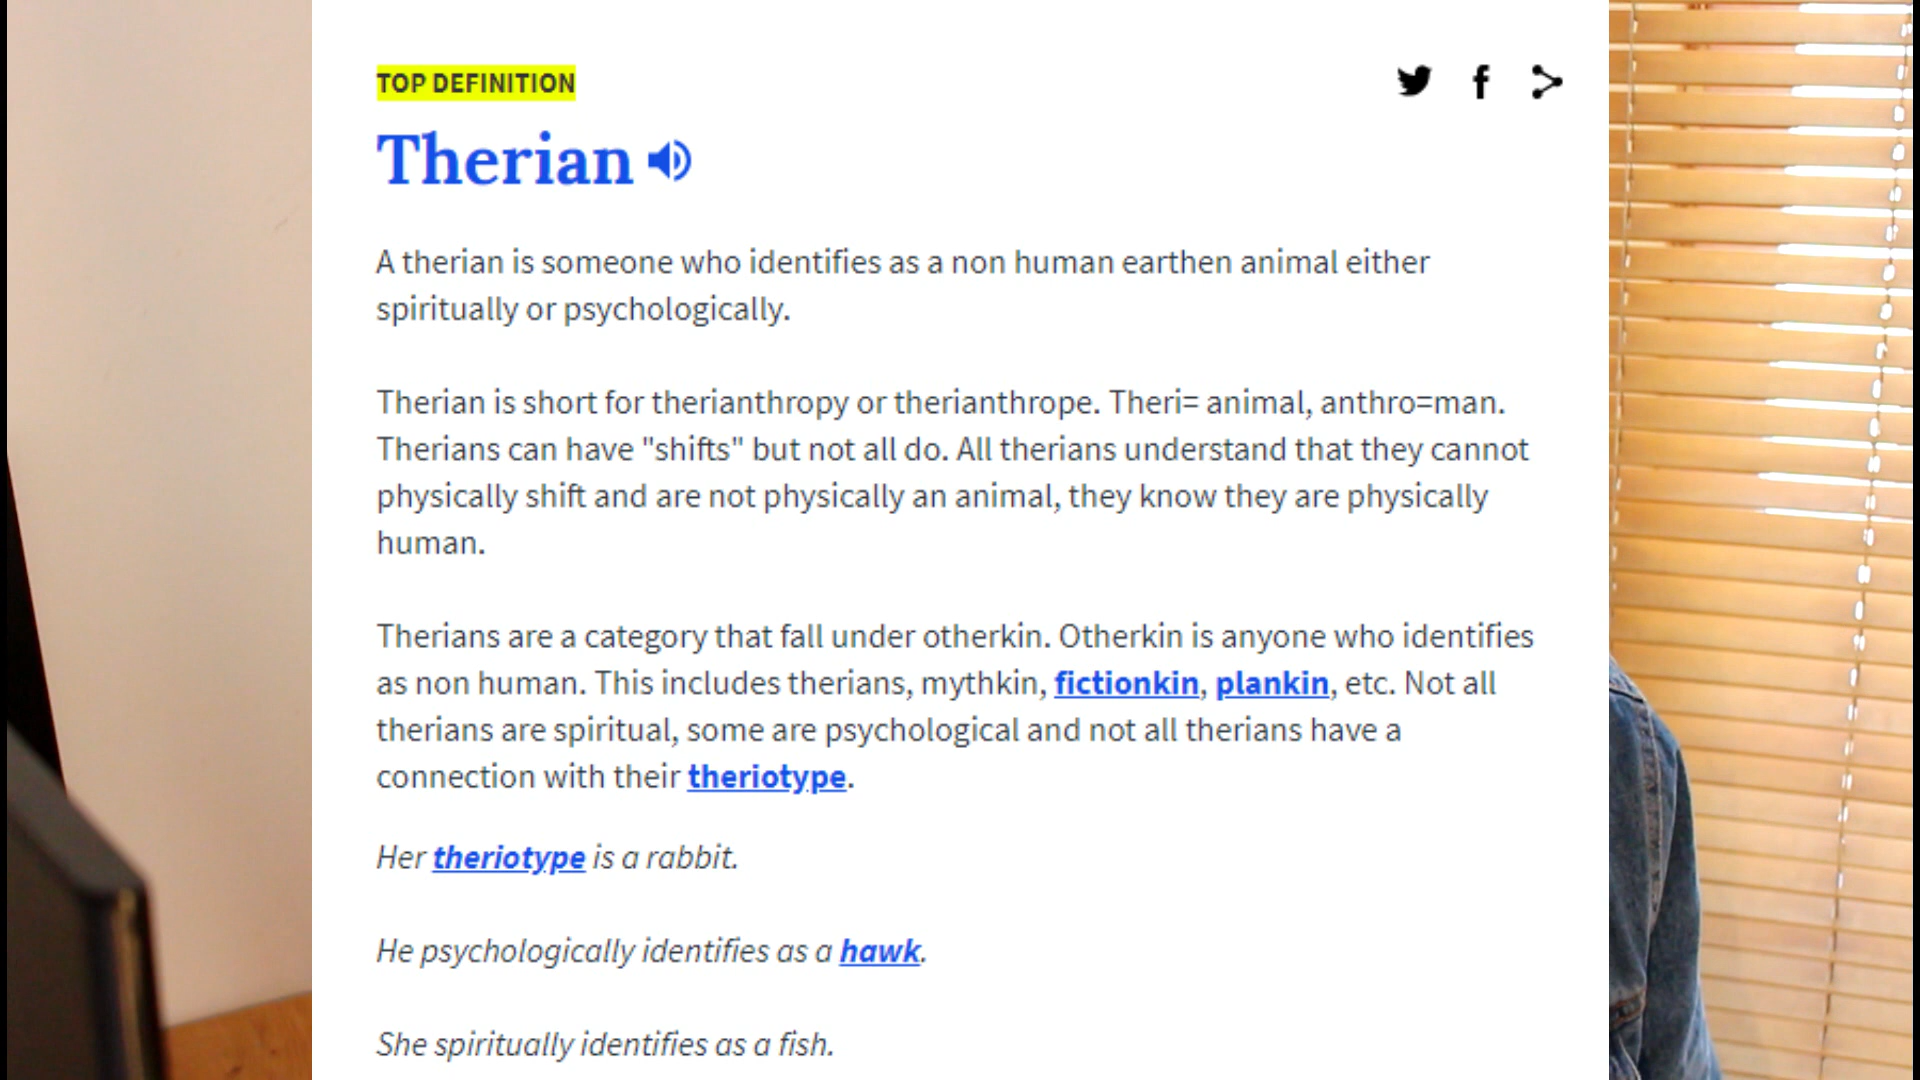 TOP DEFINITION
Therian
A therian is someone who identifies as a non human earthen animal either
spiritually or psychologically.
Therian is short for therianthropy or therianthrope. Theri= animal, anthro=man.
Therians can have "shifts" but not all do. All therians understand that they cannot
physically shift and are not physically an animal, they know they are physically
human.
Therians are a category that fall under otherkin. Otherkin is anyone who identifies
as non human. This includes therians, mythkin, fictionkin, plankin, etc. Not all
therians are spiritual, some are psychological and not all therians have a
connection with their theriotype.
Her theriotype is a rabbit.
He psychologically identifies as a hawk.
She spiritually identifies as a fish.